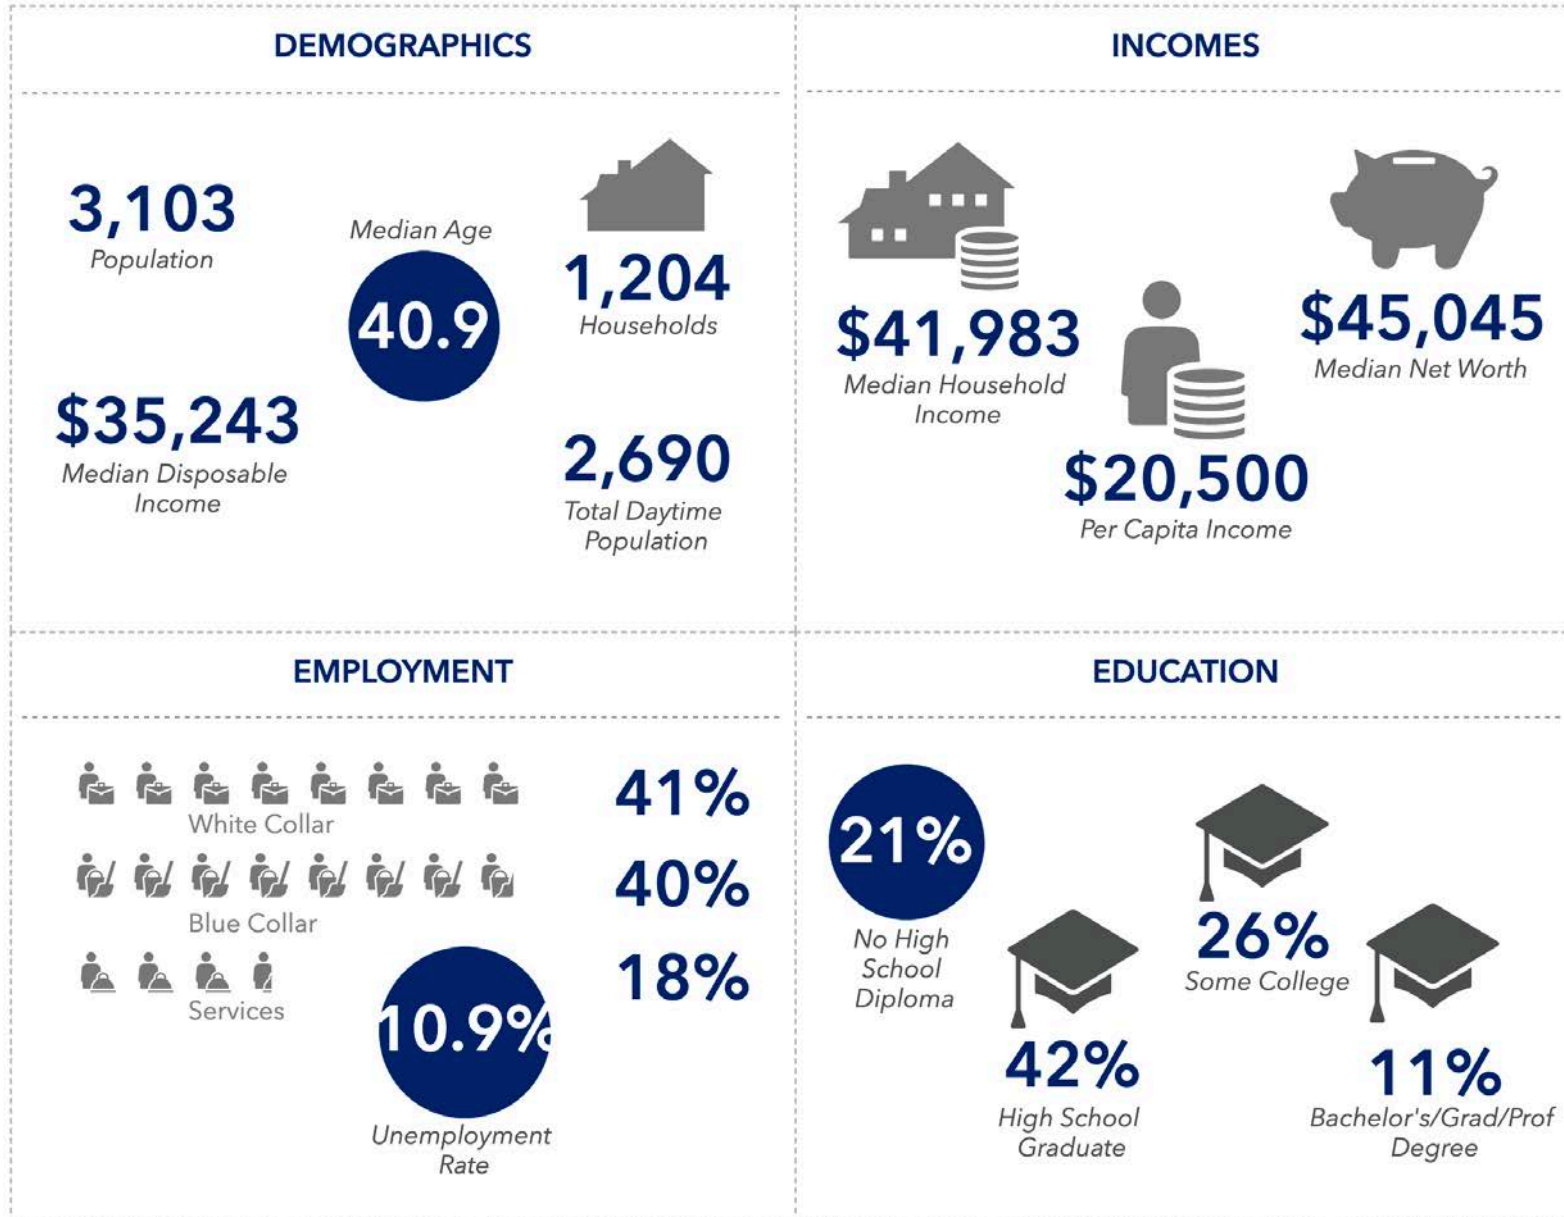 DEMOGRAPHICS
3,103
Population
Median Age
40.9
1,204
Households
$35,243
Median Disposable
Income
2,690
Total Daytime
Population
INCOMES
$41,983
Median Household
Income
$20,500
Per Capita Income
$45,045
Median Net Worth
EMPLOYMENT
41%
White Collar
40%
Blue Collar
18%
Services
10.9%
Unemployment
Rate
EDUCATION
21%
No High
School
Diploma
42%
High School
Graduate
26%
Some College
11%
Bachelor's/Grad/Prof
Degree